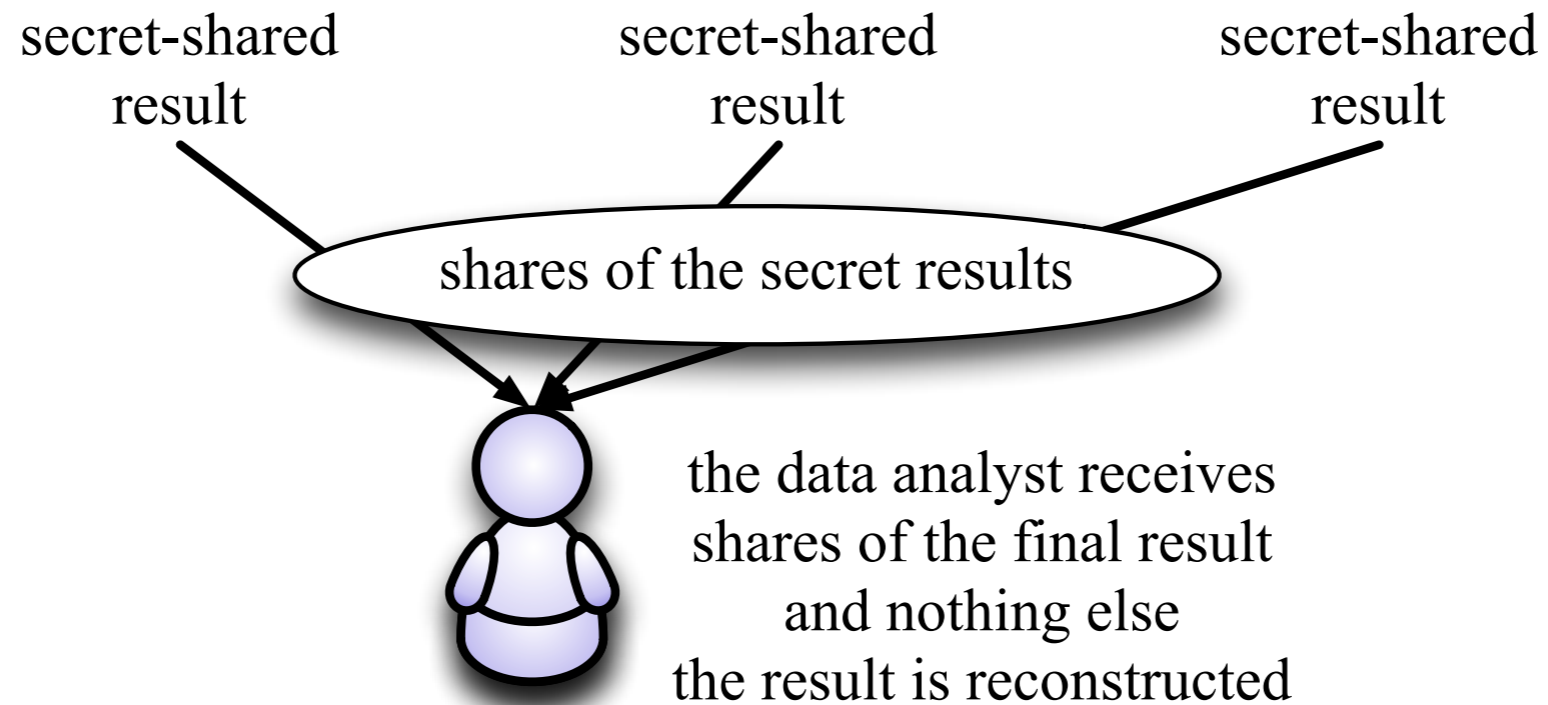 secret-shared
result
secret-shared
result
secret-shared
result
shares of the secret results
the data analyst receives
shares of the final result
and nothing else
the result is reconstructed